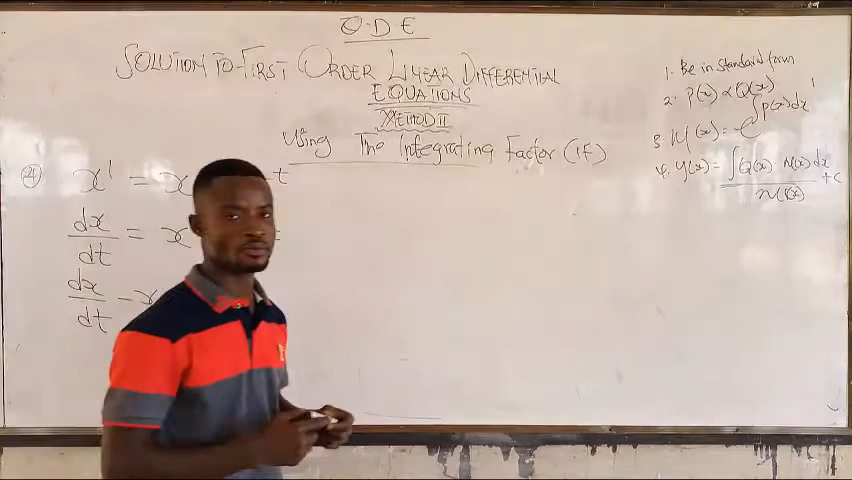 O.D.E
SOLUTION TO FIRST ORDER LINEAR DIFFERENTIAL
EQUATIONS
METHOD II
Using The Integrating Factor (IF)
④ x' = x t
dx/dt = x
dx/dt - x
1. Be in Standard form
2. P(x) & Q(x)
3. μ(x) = e^∫P(x)dx
4. y(x) = ∫Q(x) μ(x) dx + c / μ(x)